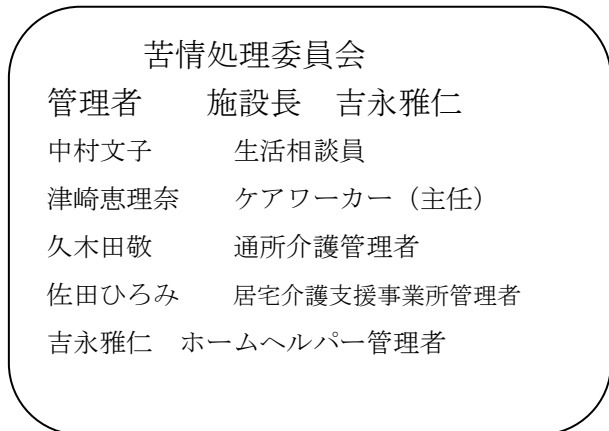 苦情処理委員会
管理者　　施設長　吉永雅仁
中村文子　　　生活相談員
津崎恵理奈　　ケアワーカー（主任）
久木田敬　　　通所介護管理者
佐田ひろみ　　居宅介護支援事業所管理者
吉永雅仁　ホームヘルパー管理者